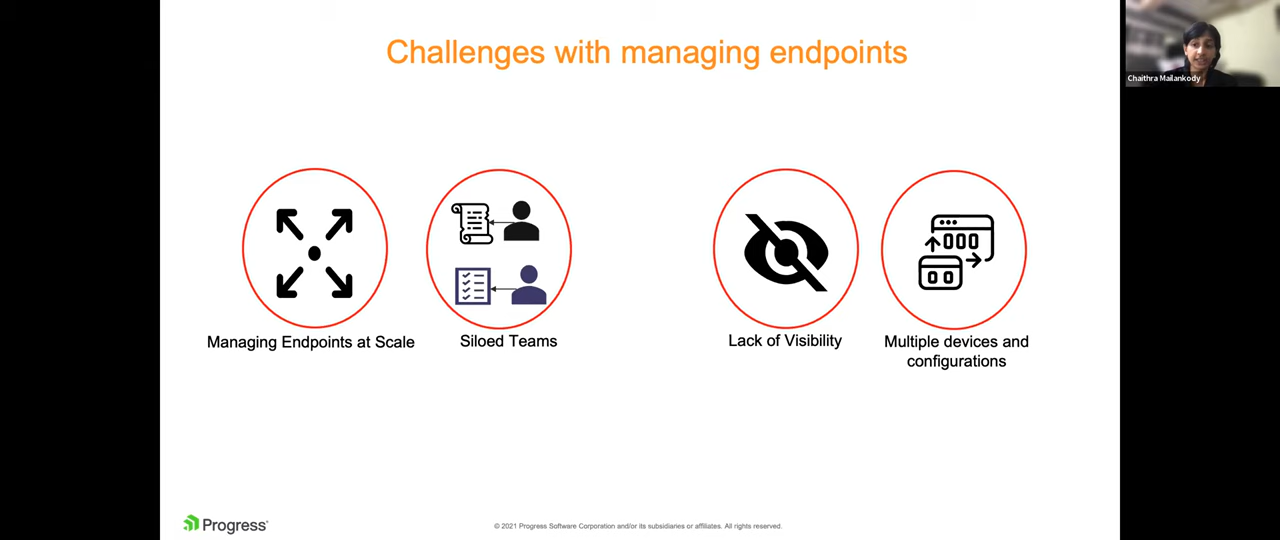 Challenges with managing endpoints
Chaithra Mailankody
Managing Endpoints at Scale
Siloed Teams
Lack of Visibility
Multiple devices and
configurations
Progress
© 2021 Progress Software Corporation and/or its subsidiaries or affiliates. All rights reserved.